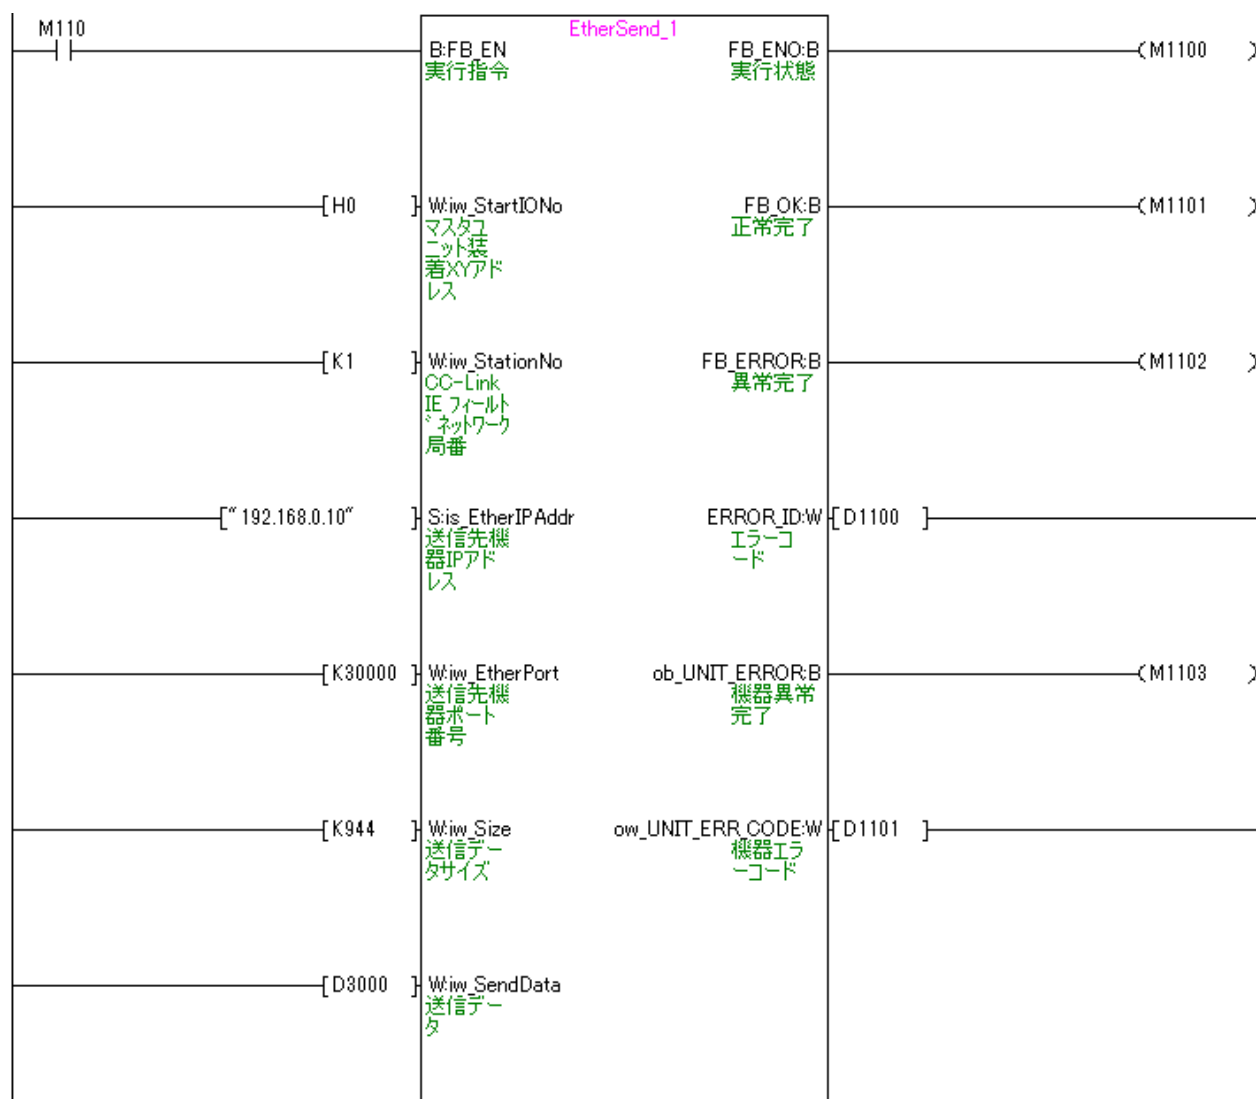 EtherSend_1
M110
B:FB_EN
実行指令
FB_ENO:B
実行状態
M1100
H0
W:iw_StartIONo
マスタユ
ニット装
着XYアド
レス
FB_OK:B
正常完了
M1101
K1
W:iw_StationNo
CC-Link
IE フィールト
゛ネットワーク
局番
FB_ERROR:B
異常完了
M1102
"192.168.0.10"
S:is_EtherIPAddr
送信先機
器IPアド
レス
ERROR_ID:W
エラーコ
ード
D1100
K30000
W:iw_EtherPort
送信先機
器ポート
番号
ob_UNIT_ERROR:B
機器異常
完了
M1103
K944
W:iw_Size
送信デー
タサイズ
ow_UNIT_ERR_CODE:W
機器エラ
ーコード
D1101
D3000
W:iw_SendData
送信デー
タ